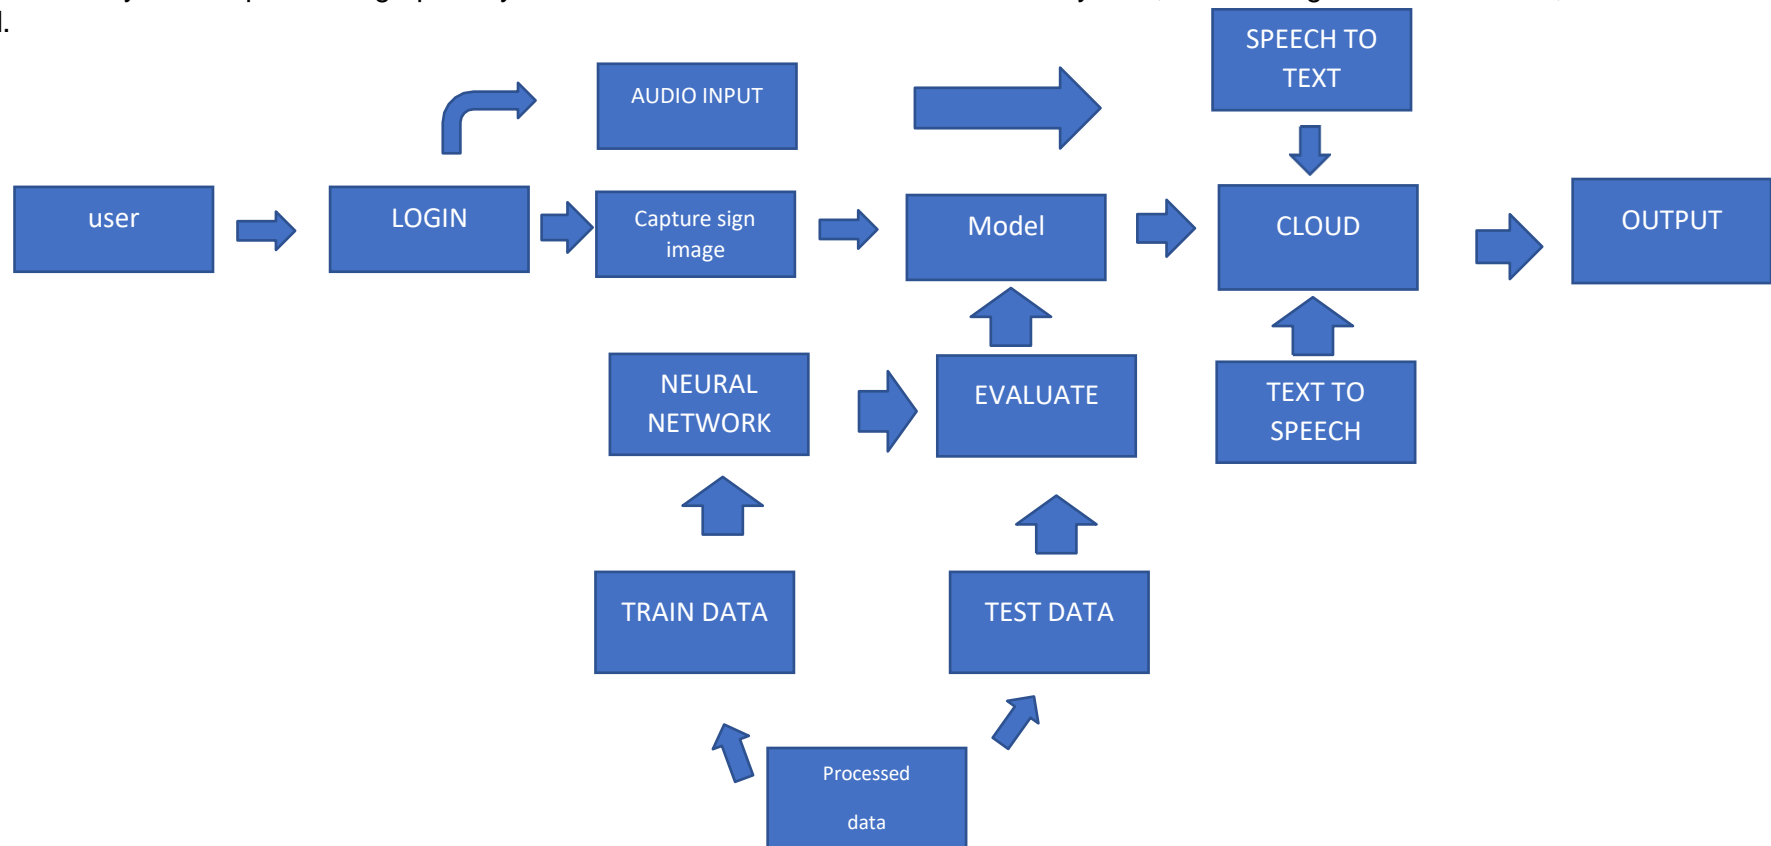 l.
SPEECH TO
TEXT
AUDIO INPUT
user
LOGIN
Capture sign
image
Model
CLOUD
OUTPUT
NEURAL
NETWORK
EVALUATE
TEXT TO
SPEECH
TRAIN DATA
TEST DATA
Processed
data